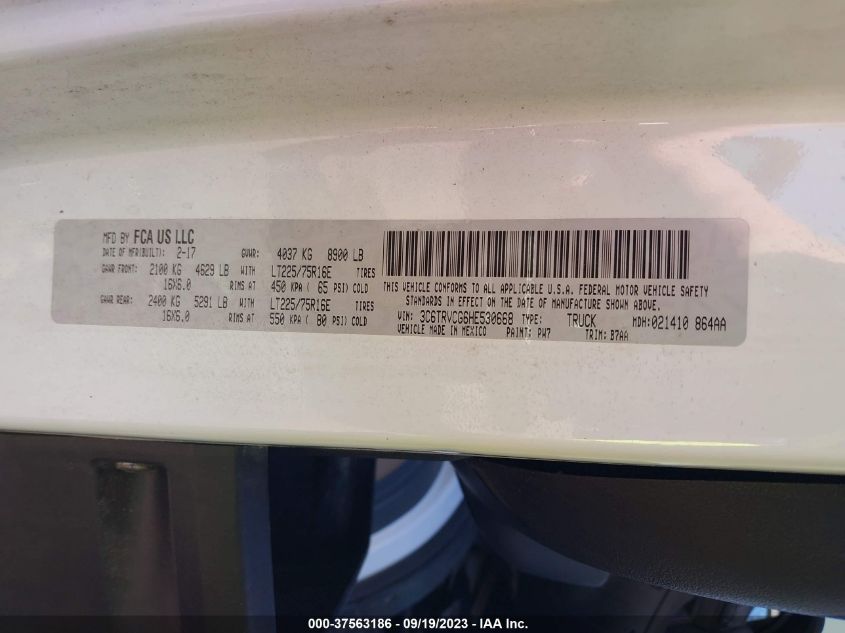 MFD BY FCA US LLC
DATE OF MFR(BUILT): 2-17 GVWR: 4037 KG 8900 LB
GAWR FRONT: 2100 KG 4629 LB WITH LT225/75R16E TIRES
16X6.0 RIMS AT 450 KPA ( 65 PSI) COLD
GAWR REAR: 2400 KG 5291 LB WITH LT225/75R16E TIRES
16X6.0 RIMS AT 550 KPA ( 80 PSI) COLD
THIS VEHICLE CONFORMS TO ALL APPLICABLE U.S.A. FEDERAL MOTOR VEHICLE SAFETY
STANDARDS IN EFFECT ON THE DATE OF MANUFACTURE SHOWN ABOVE.
VIN: 3C6TRVCG6HE530668 TYPE: TRUCK MDH:021410 864AA
VEHICLE MADE IN MEXICO PAINT: PW7 TRIM: B7AA
000-37563186 - 09/19/2023 - IAA Inc.